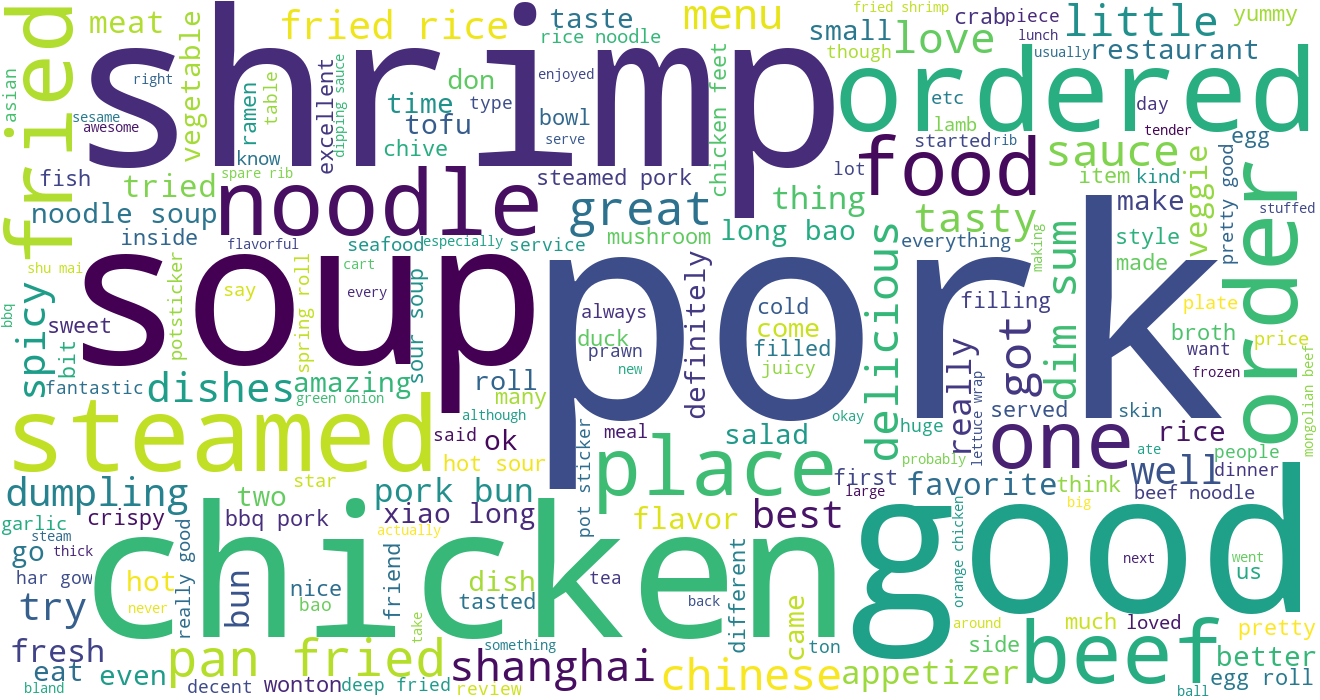 shrimp
pork
soup
chicken
good
ordered
noodle
steamed
fried
order
beef
one
place
food
fried rice
menu
little
love
restaurant
yummy
meat
vegetable
asian
sesame
awesome
right
ramen
table
know
spare rib
excellent
dipping sauce
don
time
type
tofu
chive
taste
rice noodle
enjoyed
bowl
serve
steamed pork
chicken feet
fried shrimp
small
though
crab
piece
lunch
usually
etc
lamb
day
tender
started
rib
egg
lot
sauce
item
kind
veggie
pretty good
stuffed
fish
tried
noodle soup
inside
flavorful
seafood
especially
service
great
mushroom
long bao
thing
tasty
everything
making
make
style
made
shu mai
bbq
spicy
sweet
bit
fantastic
potsticker
say
spring roll
cart
every
sour soup
dishes
amazing
green onion
roll
many
although
always
duck
prawn
new
definitely
cold
come
filled
juicy
okay
delicious
filling
really
got
dim sum
plate
broth
want
price
frozen
mongolian beef
served
skin
huge
lettuce wrap
probably
rice
ate
people
well
dinner
said
ok
meal
salad
hot sour
pot sticker
first
large
favorite
think
beef noodle
big
dumpling
two
star
pork bun
xiao long
bbq pork
actually
flavor
best
garlic
steam
crispy
go
thick
har gow
hot
never
try
really good
bun
nice
bao
friend
take
dish
tasted
tea
back
different
came
ton
orange chicken
around
next
went
us
side
much
loved
pretty
better
egg roll
ball
fresh
eat
even
bland
pan fried
decent
wonton
deep fried
review
shanghai
something
chinese
appetizer